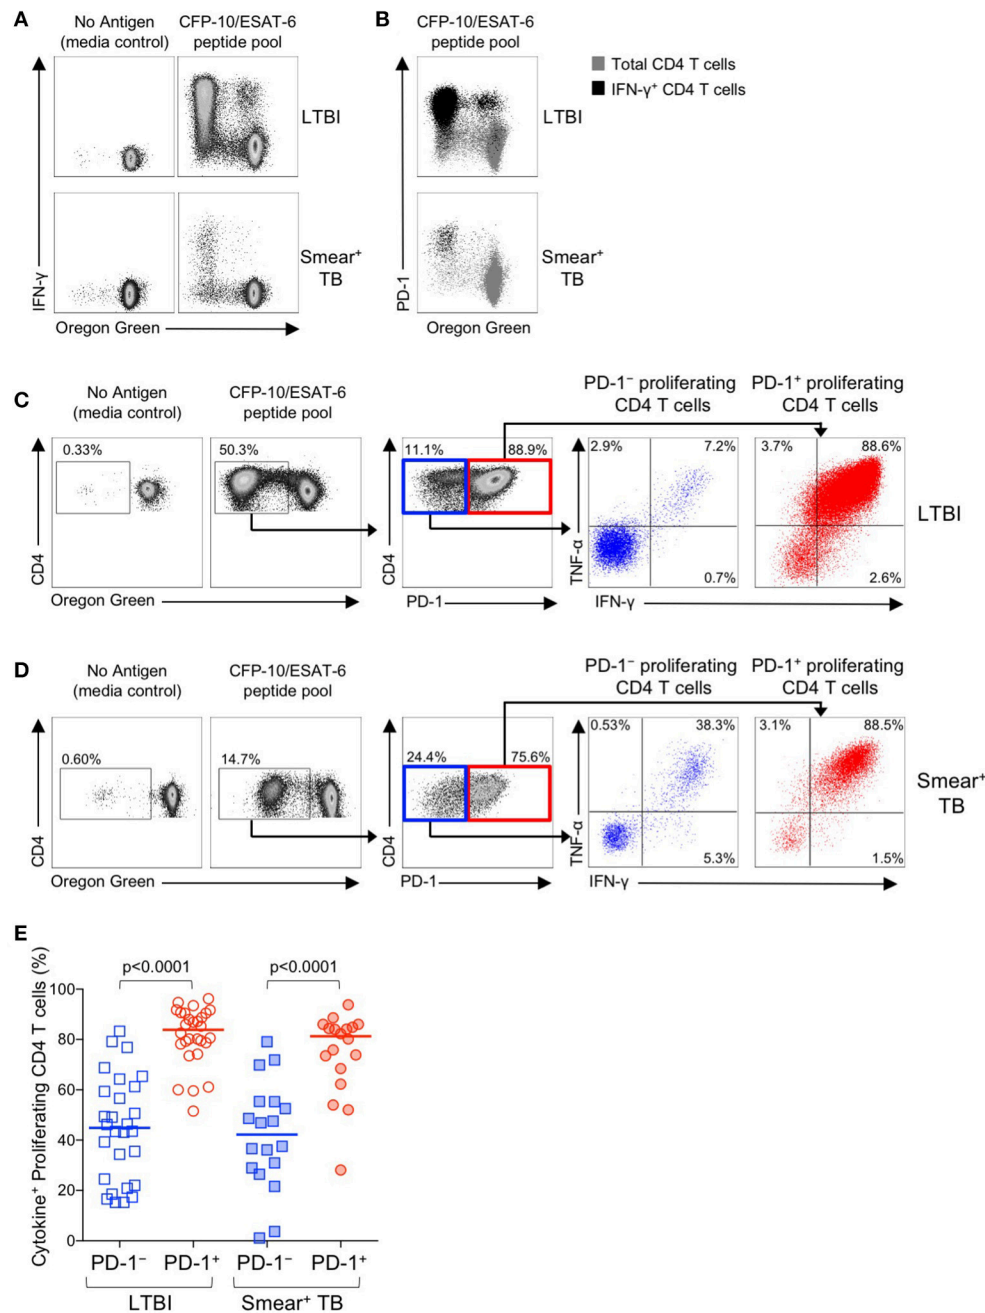 A
No Antigen
(media control)
CFP-10/ESAT-6
peptide pool
LTBI
Smear⁺
TB
IFN-γ
Oregon Green
B
CFP-10/ESAT-6
peptide pool
Total CD4 T cells
IFN-γ⁺ CD4 T cells
LTBI
Smear⁺
TB
PD-1
Oregon Green
C
No Antigen
(media control)
CFP-10/ESAT-6
peptide pool
PD-1⁻ proliferating
CD4 T cells
PD-1⁺ proliferating
CD4 T cells
0.33%
50.3%
11.1% 88.9%
2.9% 7.2%
0.7%
3.7% 88.6%
2.6%
LTBI
CD4
Oregon Green
CD4
PD-1
TNF-α
IFN-γ
D
No Antigen
(media control)
CFP-10/ESAT-6
peptide pool
PD-1⁻ proliferating
CD4 T cells
PD-1⁺ proliferating
CD4 T cells
0.60%
14.7%
24.4% 75.6%
0.53% 38.3%
5.3%
3.1% 88.5%
1.5%
Smear⁺
TB
CD4
Oregon Green
CD4
PD-1
TNF-α
IFN-γ
E
Cytokine⁺ Proliferating CD4 T cells (%)
p<0.0001 p<0.0001
100
80
60
40
20
0
PD-1⁻ PD-1⁺ PD-1⁻ PD-1⁺
LTBI Smear⁺ TB